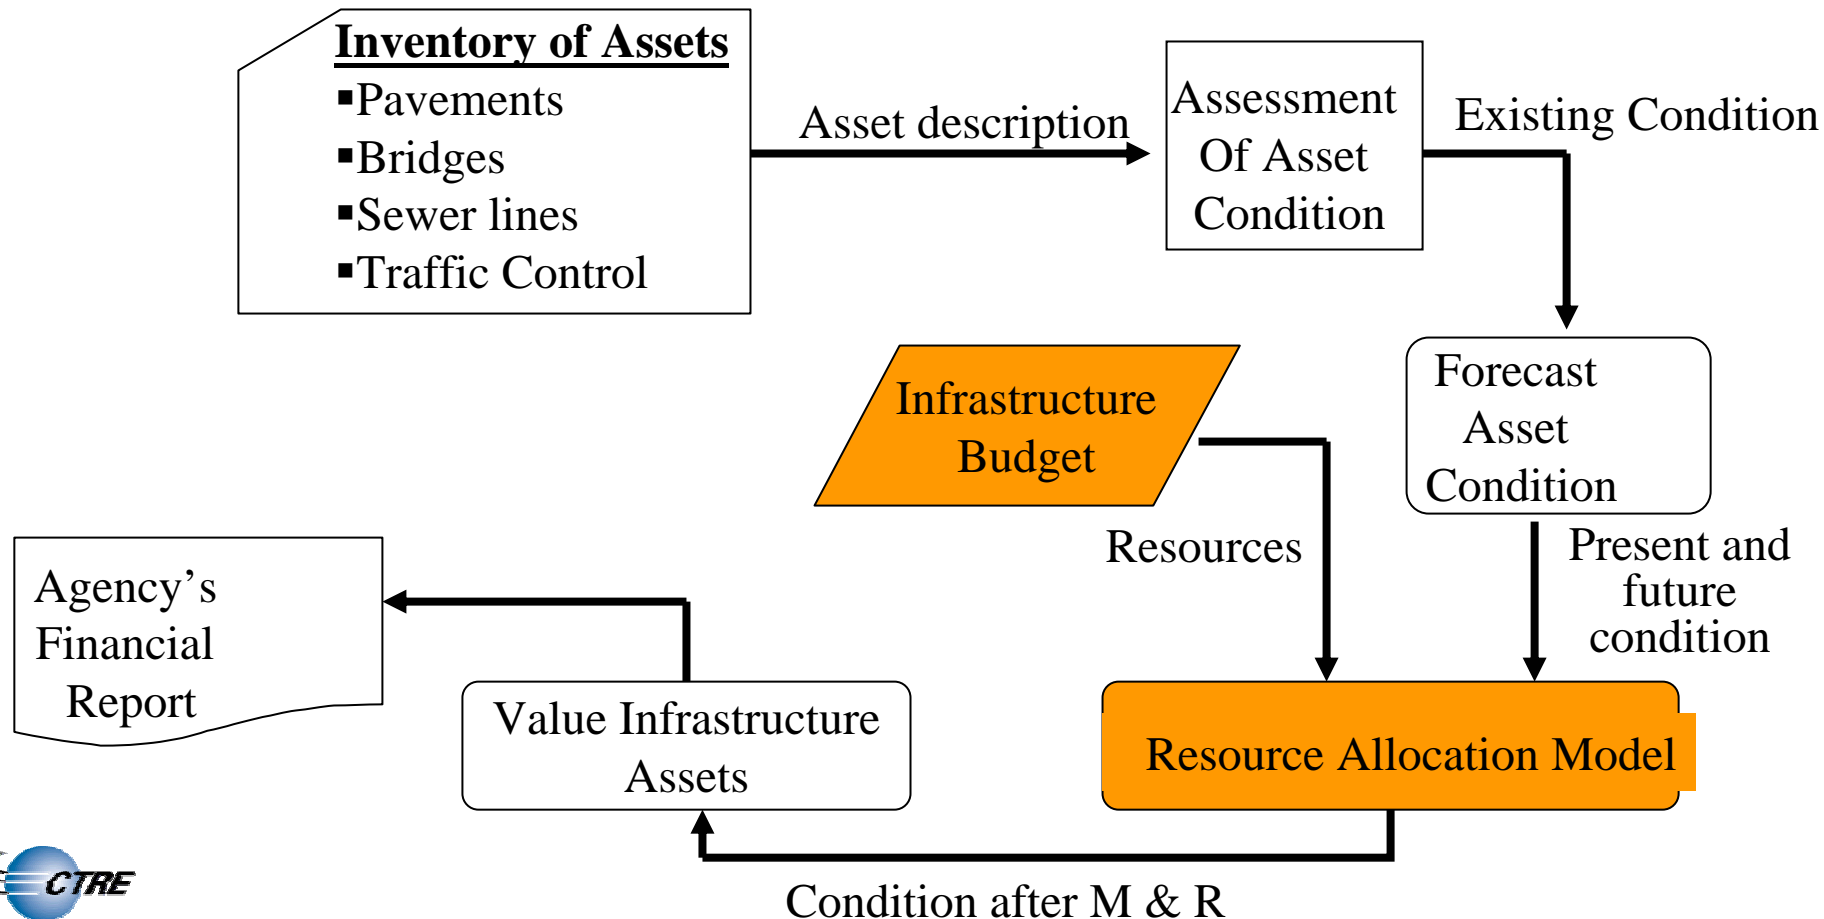 Inventory of Assets
▪Pavements
▪Bridges
▪Sewer lines
▪Traffic Control
Asset description
Assessment
Of Asset
Condition
Existing Condition
Forecast
Asset
Condition
Infrastructure
Budget
Resources
Present and
future
condition
Resource Allocation Model
Condition after M & R
Value Infrastructure
Assets
Agency’s
Financial
Report
CTRE